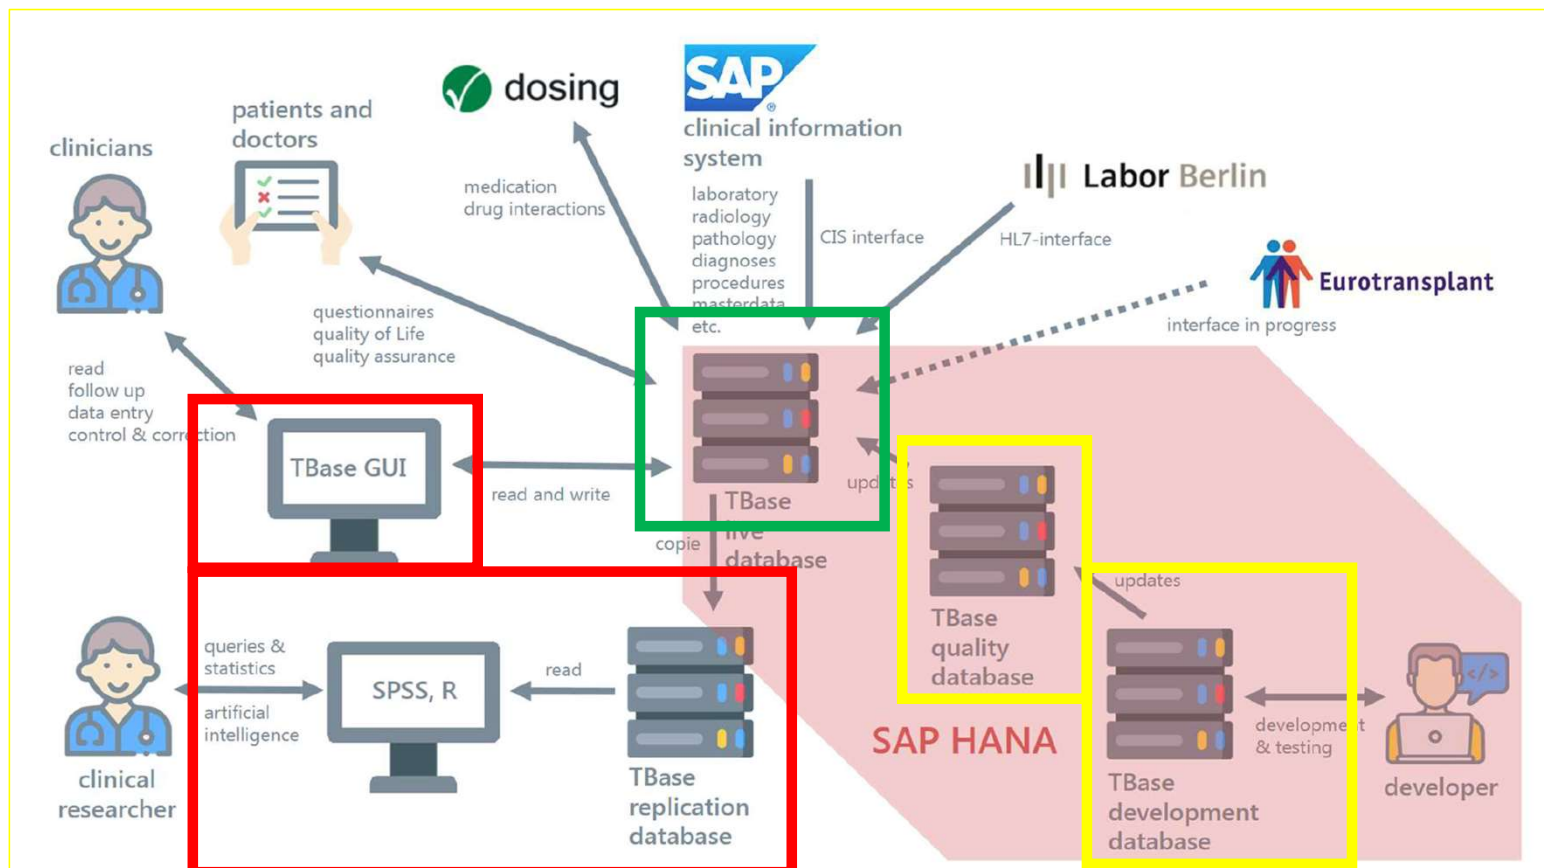 dosing
SAP
®
clinical information
system
patients and
doctors
clinicians
medication
drug interactions
laboratory
radiology
pathology
diagnoses
procedures
masterdata
etc.
CIS interface
Labor Berlin
HL7-interface
Eurotransplant
interface in progress
questionnaires
quality of Life
quality assurance
read
follow up
data entry
control & correction
TBase GUI
read and write
TBase
live
database
updates
copie
TBase
quality
database
updates
queries &
statistics
artificial
intelligence
SPSS, R
read
clinical
researcher
TBase
replication
database
SAP HANA
TBase
development
database
development
& testing
</>
developer